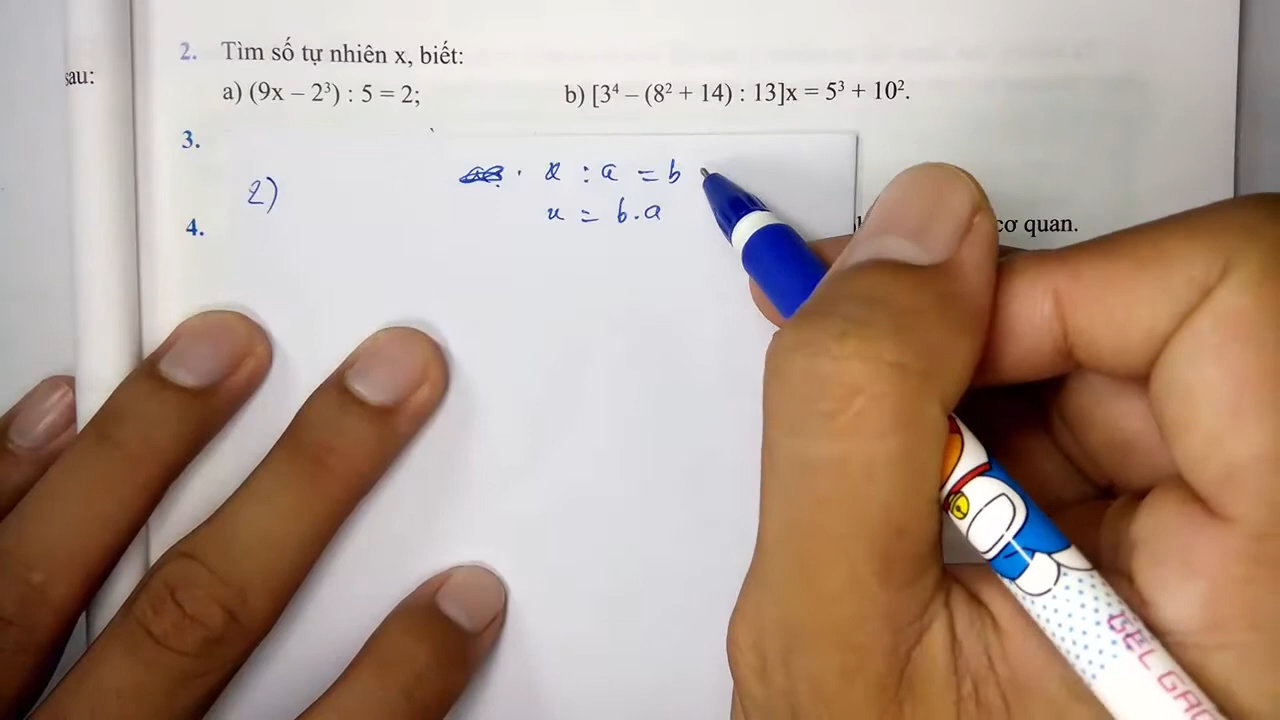 sau:
2. Tìm số tự nhiên x, biết:
a) (9x – 2³) : 5 = 2;
b) [3⁴ – (8² + 14) : 13]x = 5³ + 10².
3.
x : a = b
2)
x = b.a
4.
cơ quan.
GEL